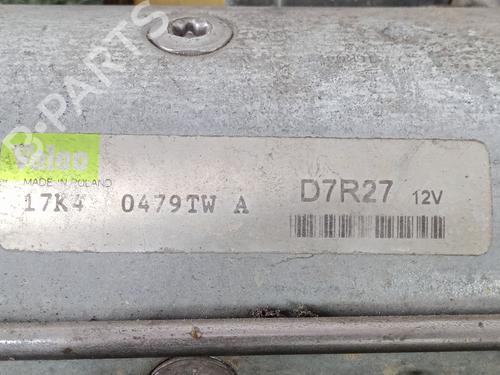 B-PARTS
Valeo
MADE IN POLAND
17K4 0479TW A
D7R27 12V